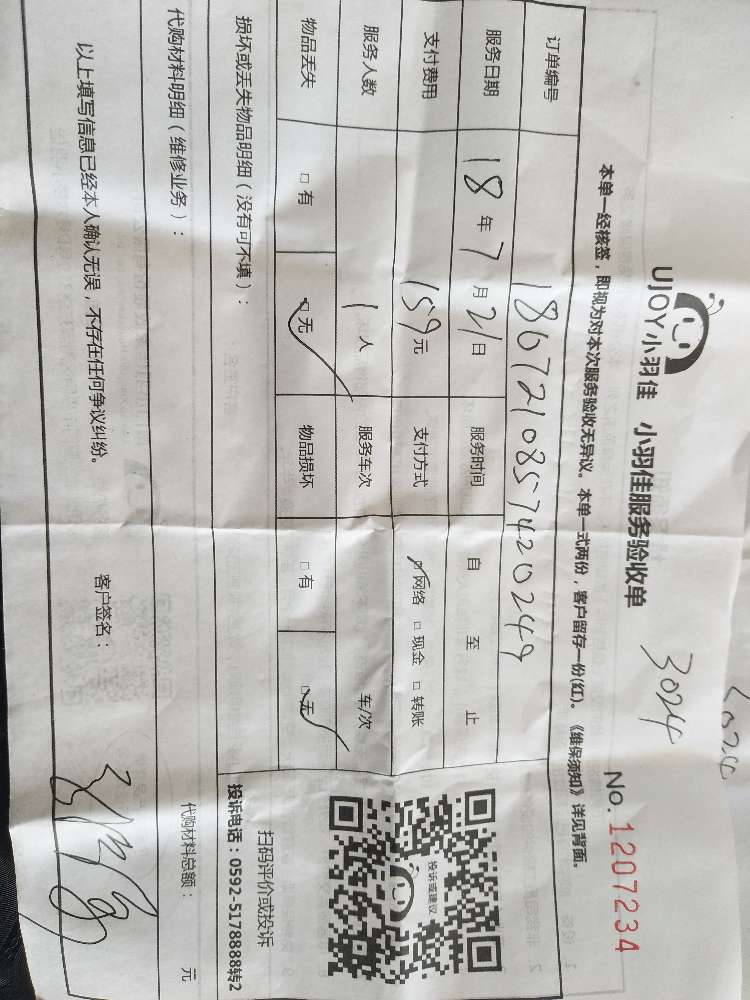 3024
UJOY小羽佳 小羽佳服务验收单
No. 1207234
本单一经核签，即视为对本次服务验收无异议。本单一式两份，客户留存一份(红)。《维保须知》详见背面。
订单编号 1807210857420249
服务日期 18年7月21日 服务时间 自 至 止
支付费用 159元 支付方式 ☑网络 □现金 □转账
服务人数 1人 服务车次 车/次
物品丢失 □有 ☑无 物品损坏 □有 ☑无
投诉或建议
扫码评价或投诉
投诉电话：0592-5178888转2
损坏或丢失物品明细（没有可不填）：
代购材料明细（维修业务）：
代购材料总额： 元
以上填写信息已经本人确认无误，不存在任何争议纠纷。 客户签名：